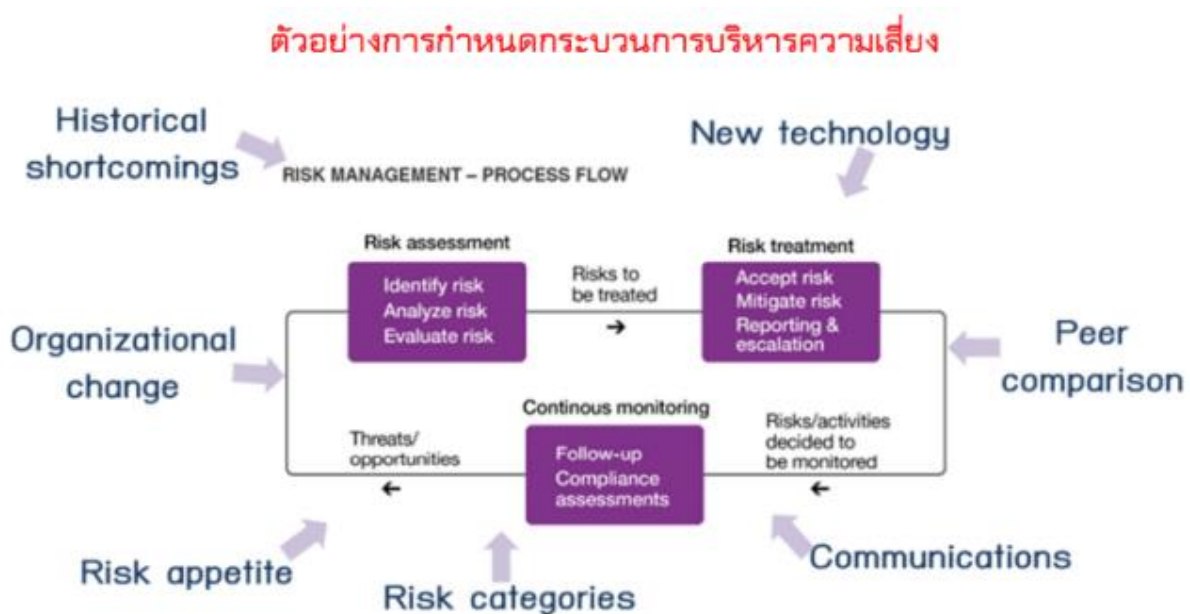 ตัวอย่างการกำหนดกระบวนการบริหารความเสี่ยง
Historical
shortcomings
New technology
RISK MANAGEMENT – PROCESS FLOW
Risk assessment
Identify risk
Analyze risk
Evaluate risk
Risks to
be treated
Risk treatment
Accept risk
Mitigate risk
Reporting &
escalation
Organizational
change
Peer
comparison
Continous monitoring
Follow-up
Compliance
assessments
Threats/
opportunities
Risks/activities
decided to
be monitored
Risk appetite
Risk categories
Communications